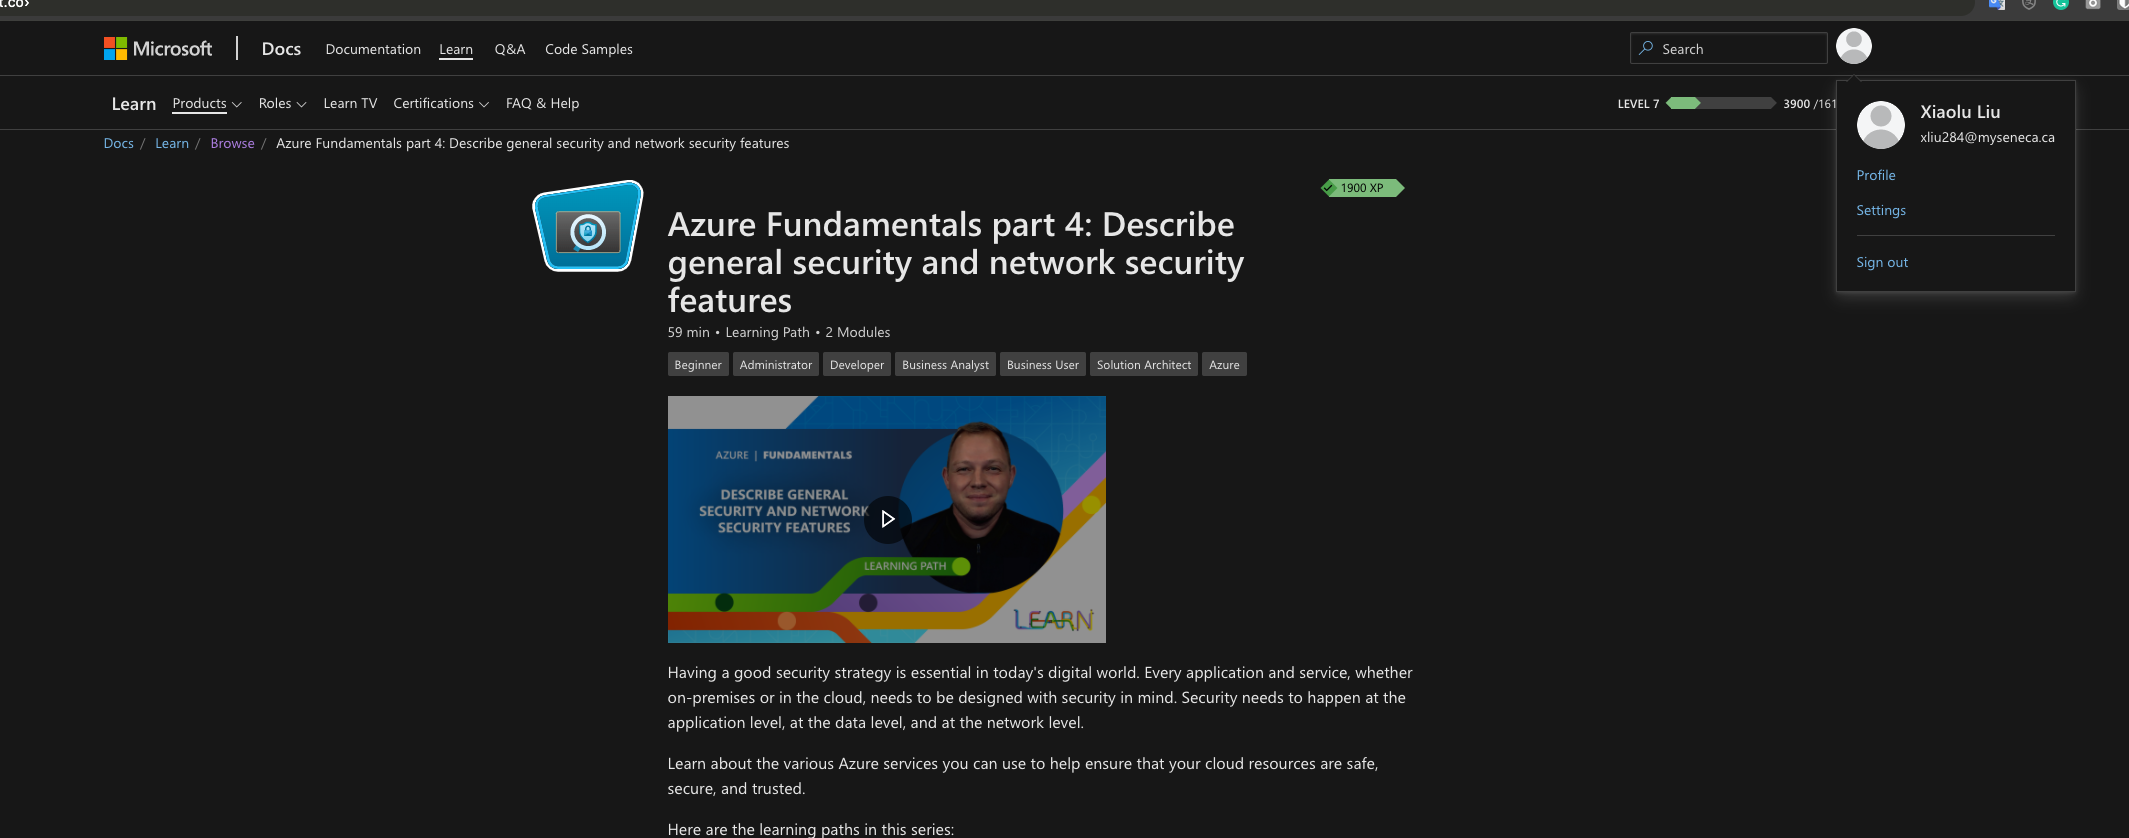 Microsoft Docs Documentation Learn Q&A Code Samples Search
Learn Products Roles Learn TV Certifications FAQ & Help LEVEL 7 3900 /161
Xiaolu Liu
xliu284@myseneca.ca
Profile
Settings
Sign out
Docs / Learn / Browse / Azure Fundamentals part 4: Describe general security and network security features
1900 XP
Azure Fundamentals part 4: Describe
general security and network security
features
59 min • Learning Path • 2 Modules
Beginner Administrator Developer Business Analyst Business User Solution Architect Azure
AZURE | FUNDAMENTALS
DESCRIBE GENERAL
SECURITY AND NETWORK
SECURITY FEATURES
LEARNING PATH
LEARN
Having a good security strategy is essential in today's digital world. Every application and service, whether
on-premises or in the cloud, needs to be designed with security in mind. Security needs to happen at the
application level, at the data level, and at the network level.
Learn about the various Azure services you can use to help ensure that your cloud resources are safe,
secure, and trusted.
Here are the learning paths in this series: